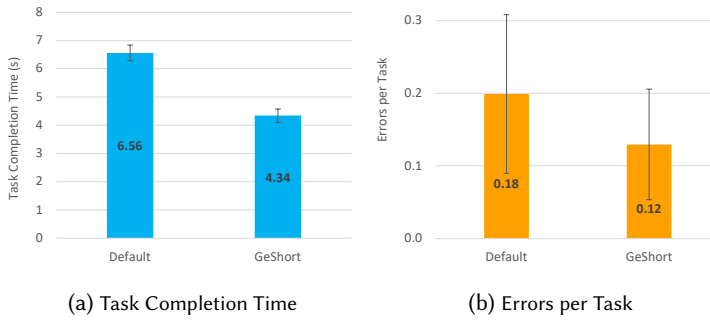 Task Completion Time (s)
8
7
6
5
4
3
2
1
0
6.56
4.34
Default
GeShort
(a) Task Completion Time
Errors per Task
0.3
0.2
0.1
0.0
0.18
0.12
Default
GeShort
(b) Errors per Task